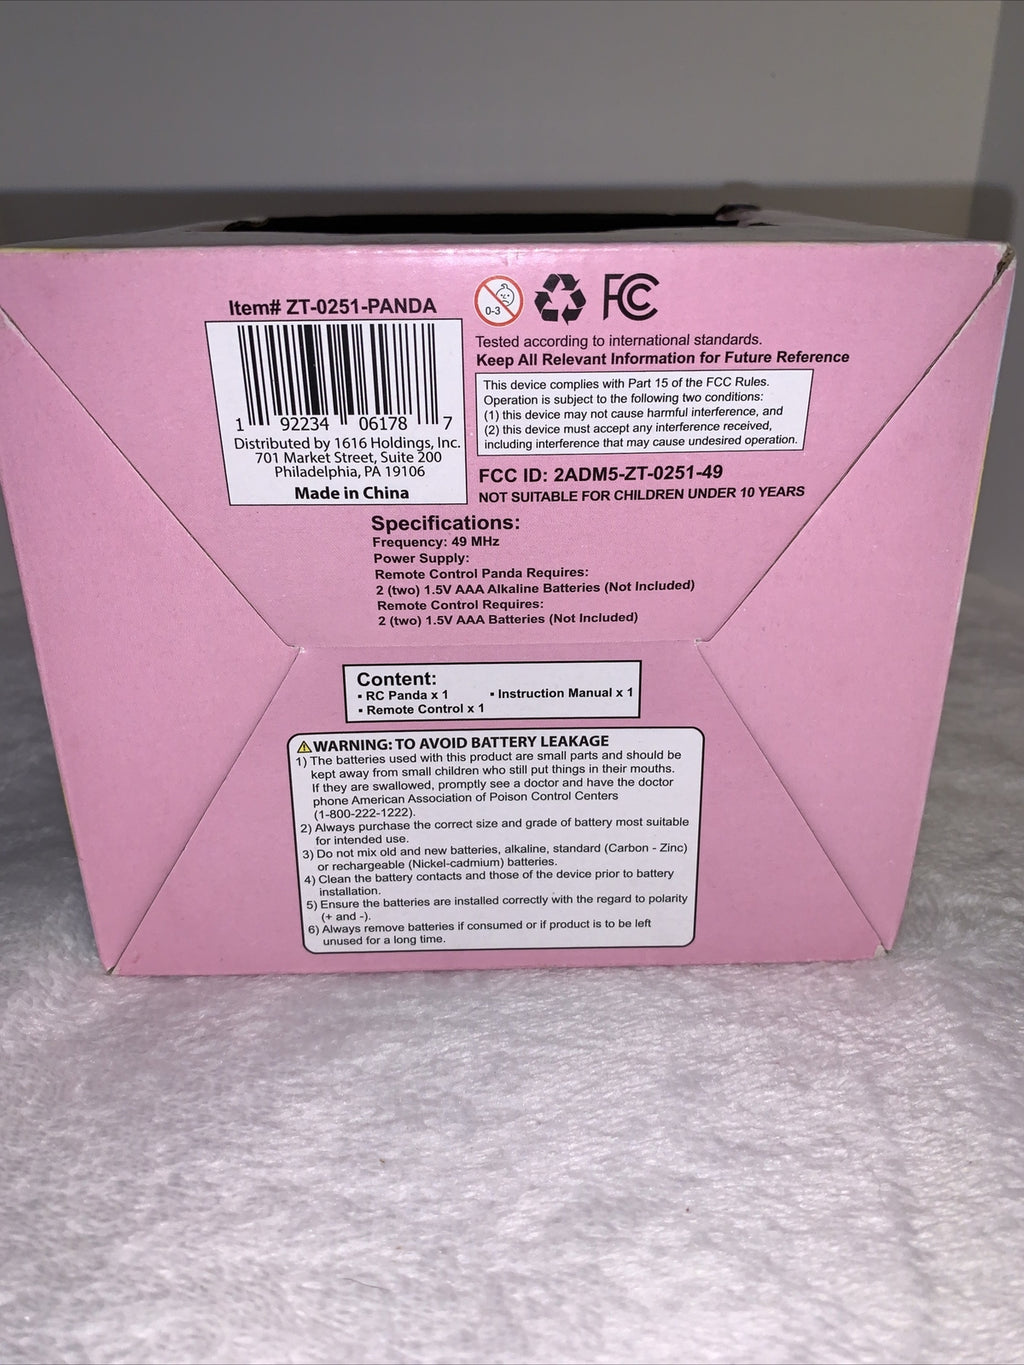 Item# ZT-0251-PANDA
1 92234 06178 7
Distributed by 1616 Holdings, Inc.
701 Market Street, Suite 200
Philadelphia, PA 19106
Made in China
0-3
FC
Tested according to international standards.
Keep All Relevant Information for Future Reference
This device complies with Part 15 of the FCC Rules.
Operation is subject to the following two conditions:
(1) this device may not cause harmful interference, and
(2) this device must accept any interference received,
including interference that may cause undesired operation.
FCC ID: 2ADM5-ZT-0251-49
NOT SUITABLE FOR CHILDREN UNDER 10 YEARS
Specifications:
Frequency: 49 MHz
Power Supply:
Remote Control Panda Requires:
2 (two) 1.5V AAA Alkaline Batteries (Not Included)
Remote Control Requires:
2 (two) 1.5V AAA Batteries (Not Included)
Content:
▪ RC Panda x 1 ▪ Instruction Manual x 1
▪ Remote Control x 1
WARNING: TO AVOID BATTERY LEAKAGE
1) The batteries used with this product are small parts and should be
kept away from small children who still put things in their mouths.
If they are swallowed, promptly see a doctor and have the doctor
phone American Association of Poison Control Centers
(1-800-222-1222).
2) Always purchase the correct size and grade of battery most suitable
for intended use.
3) Do not mix old and new batteries, alkaline, standard (Carbon - Zinc)
or rechargeable (Nickel-cadmium) batteries.
4) Clean the battery contacts and those of the device prior to battery
installation.
5) Ensure the batteries are installed correctly with the regard to polarity
(+ and -).
6) Always remove batteries if consumed or if product is to be left
unused for a long time.